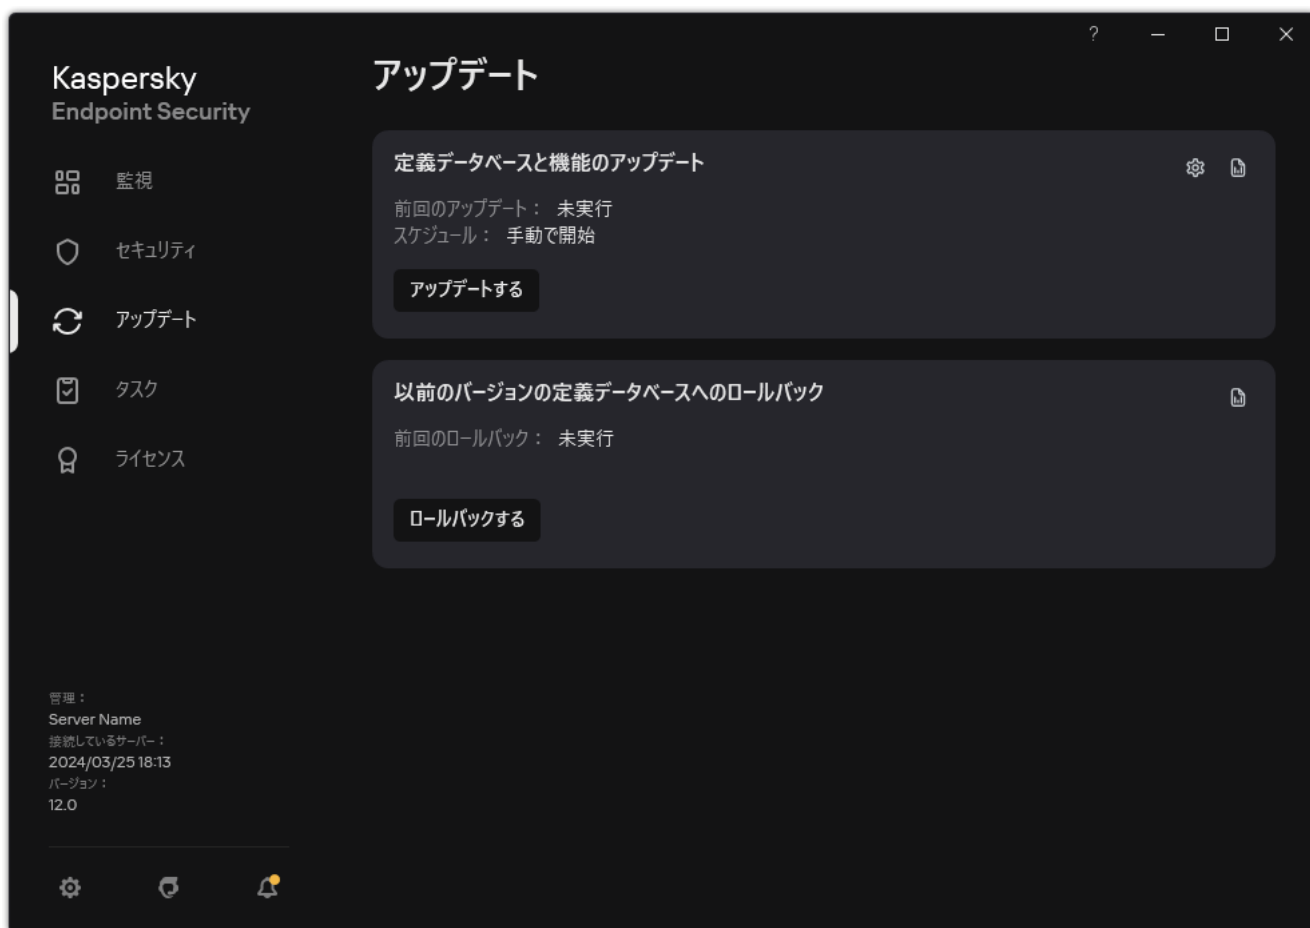 ?
Kaspersky
Endpoint Security
監視
セキュリティ
アップデート
タスク
ライセンス
管理：
Server Name
接続しているサーバー：
2024/03/25 18:13
バージョン：
12.0
アップデート
定義データベースと機能のアップデート
前回のアップデート： 未実行
スケジュール： 手動で開始
アップデートする
以前のバージョンの定義データベースへのロールバック
前回のロールバック： 未実行
ロールバックする